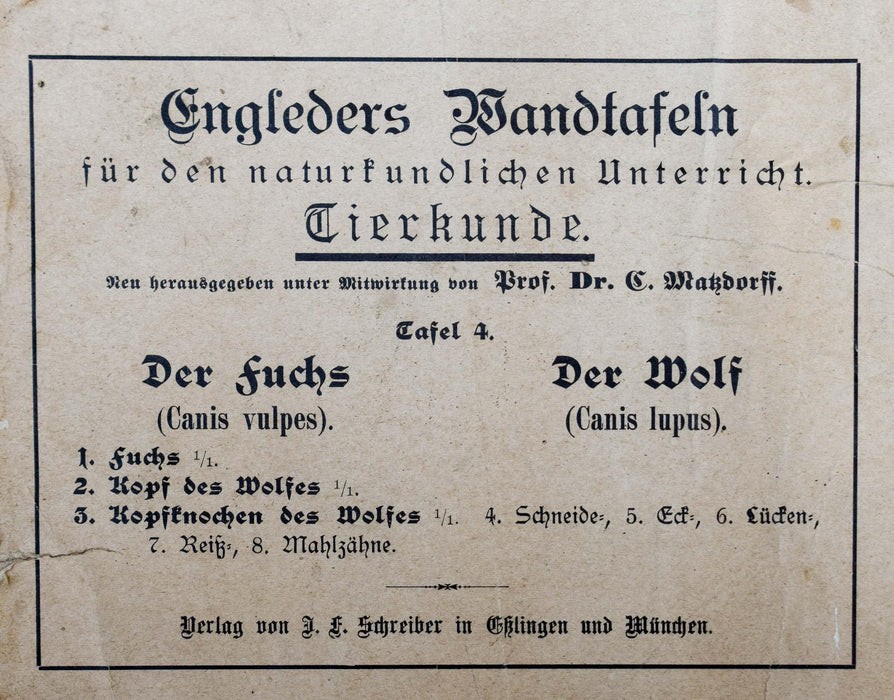 Engleders Wandtafeln
für den naturkundlichen Unterricht.
Tierkunde.
Neu herausgegeben unter Mitwirkung von Prof. Dr. C. Matzdorff.
Tafel 4.
Der Fuchs Der Wolf
(Canis vulpes). (Canis lupus).
1. Fuchs 1/1.
2. Kopf des Wolfes 1/1.
3. Kopfknochen des Wolfes 1/1. 4. Schneide-, 5. Eck-, 6. Lücken-,
7. Reiß-, 8. Mahlzähne.
Verlag von J. F. Schreiber in Eßlingen und München.